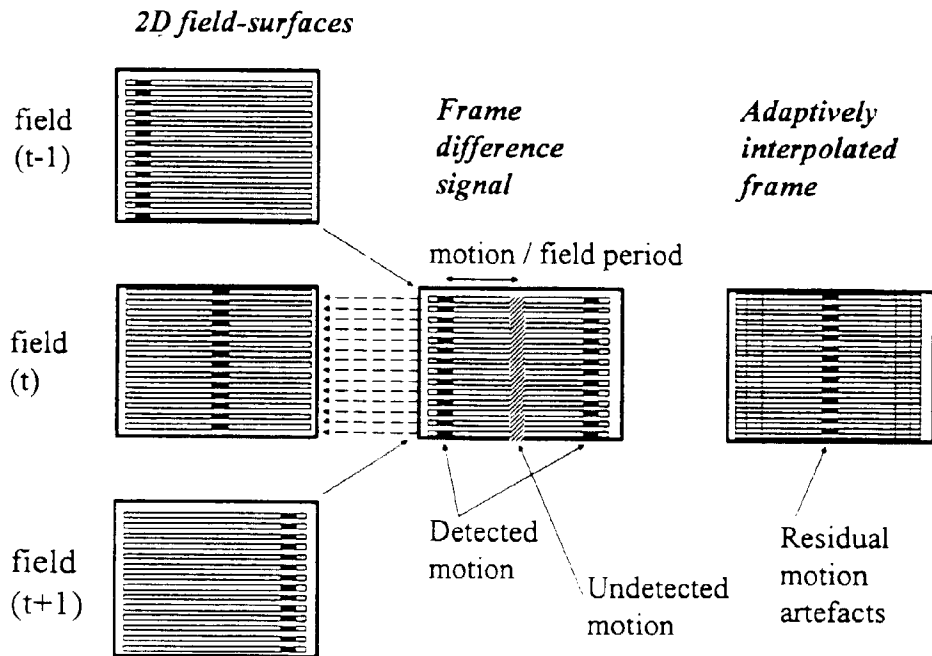 2D field-surfaces
field
(t-1)
Frame
difference
signal
Adaptively
interpolated
frame
motion / field period
field
(t)
field
(t+1)
Detected
motion
Undetected
motion
Residual
motion
artefacts